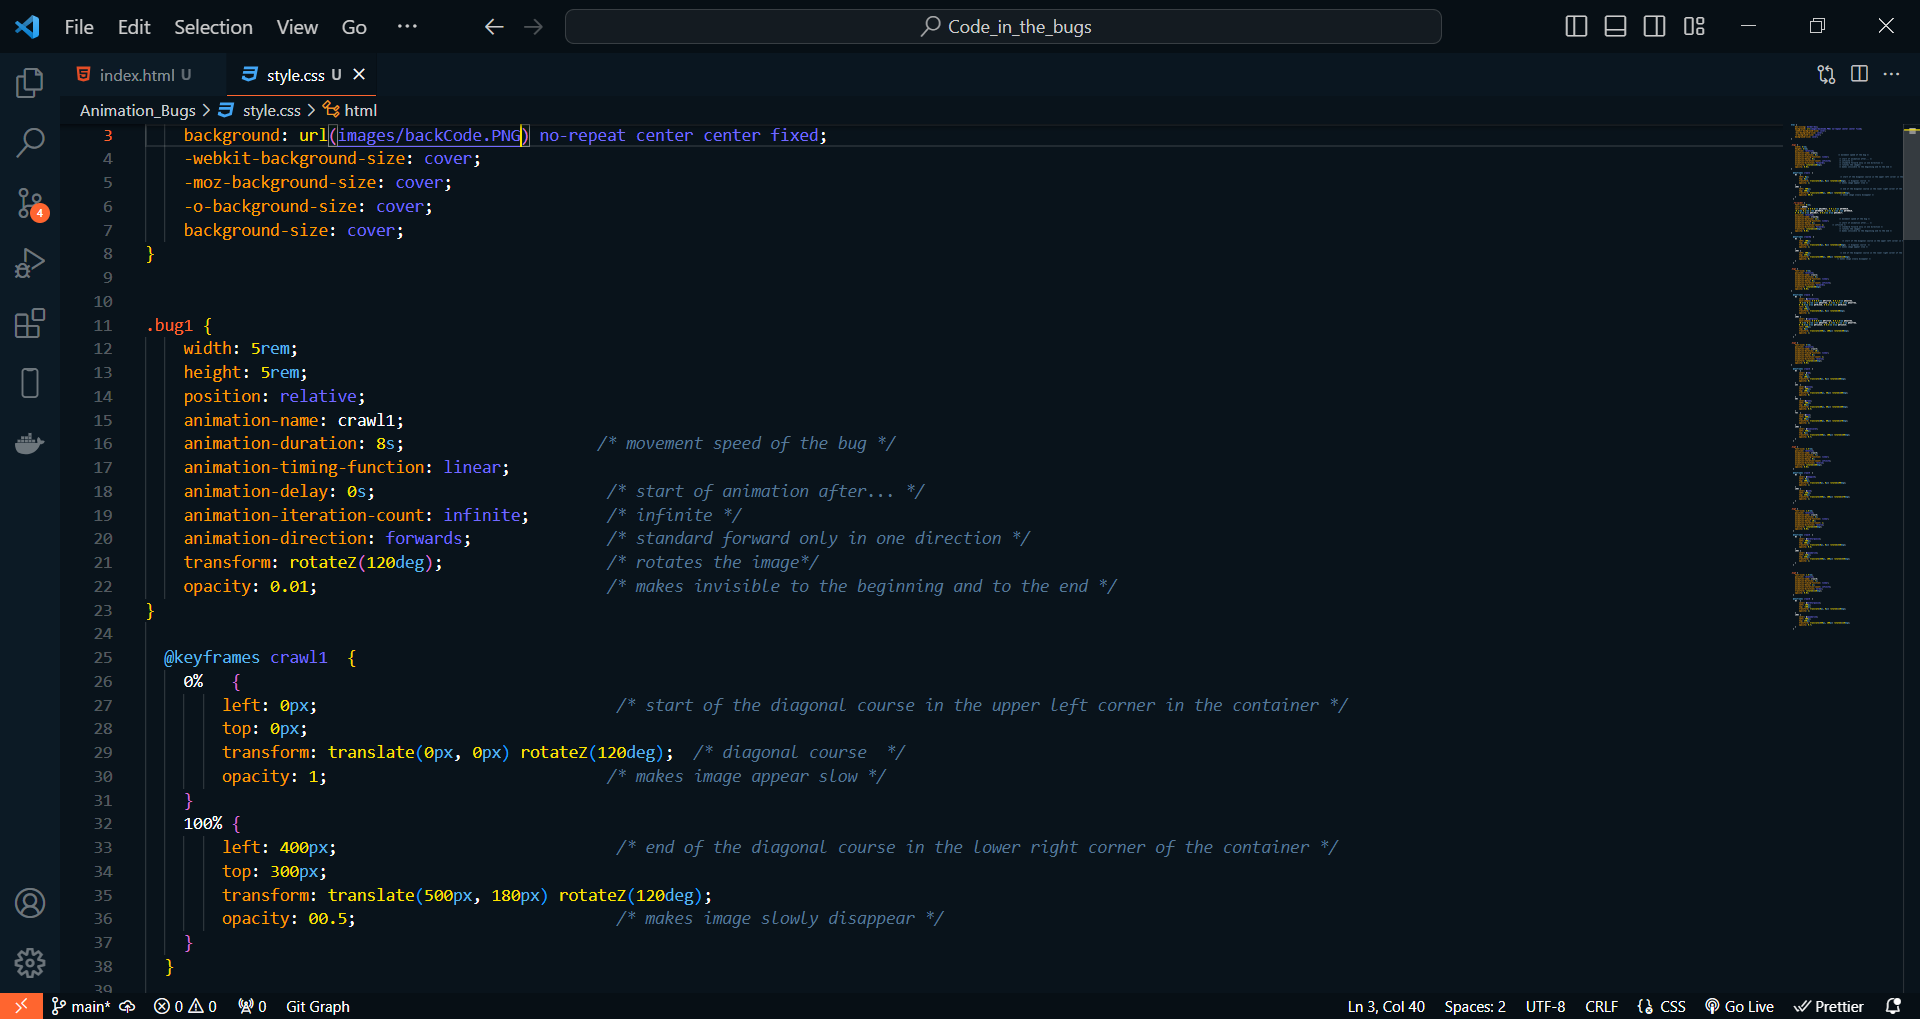 File Edit Selection View Go ··· Code_in_the_bugs
index.html U style.css U
Animation_Bugs > style.css > html
3 background: url(images/backCode.PNG) no-repeat center center fixed;
4 -webkit-background-size: cover;
5 -moz-background-size: cover;
6 -o-background-size: cover;
7 background-size: cover;
8 }
9
10
11 .bug1 {
12 width: 5rem;
13 height: 5rem;
14 position: relative;
15 animation-name: crawl1;
16 animation-duration: 8s; /* movement speed of the bug */
17 animation-timing-function: linear;
18 animation-delay: 0s; /* start of animation after... */
19 animation-iteration-count: infinite; /* infinite */
20 animation-direction: forwards; /* standard forward only in one direction */
21 transform: rotateZ(120deg); /* rotates the image*/
22 opacity: 0.01; /* makes invisible to the beginning and to the end */
23 }
24
25 @keyframes crawl1 {
26 0% {
27 left: 0px; /* start of the diagonal course in the upper left corner in the container */
28 top: 0px;
29 transform: translate(0px, 0px) rotateZ(120deg); /* diagonal course */
30 opacity: 1; /* makes image appear slow */
31 }
32 100% {
33 left: 400px; /* end of the diagonal course in the lower right corner of the container */
34 top: 300px;
35 transform: translate(500px, 180px) rotateZ(120deg);
36 opacity: 00.5; /* makes image slowly disappear */
37 }
38 }
39
4
main* 0 0 0 Git Graph Ln 3, Col 40 Spaces: 2 UTF-8 CRLF CSS Go Live Prettier